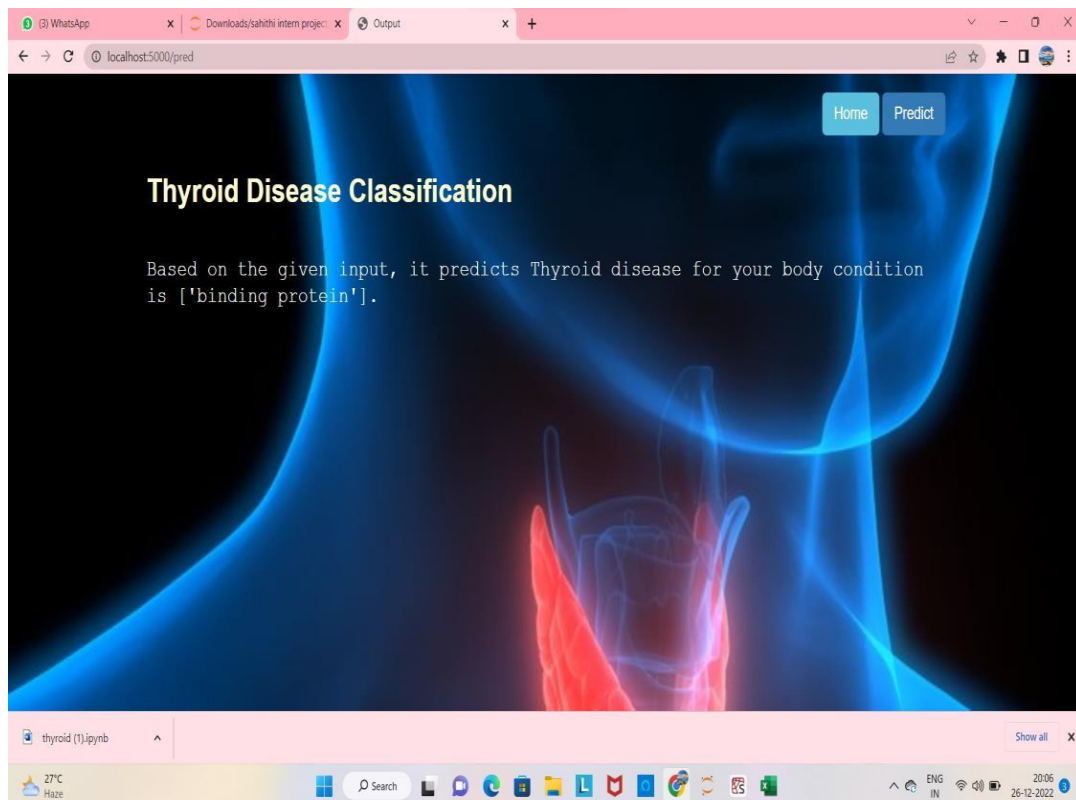 (3) WhatsApp
Downloads/sahithi intern project
Output
localhost:5000/pred
Home
Predict
Thyroid Disease Classification
Based on the given input, it predicts Thyroid disease for your body condition
is ['binding protein'].
thyroid (1).ipynb
Show all
27°C
Haze
Search
ENG
IN
20:06
26-12-2022
3